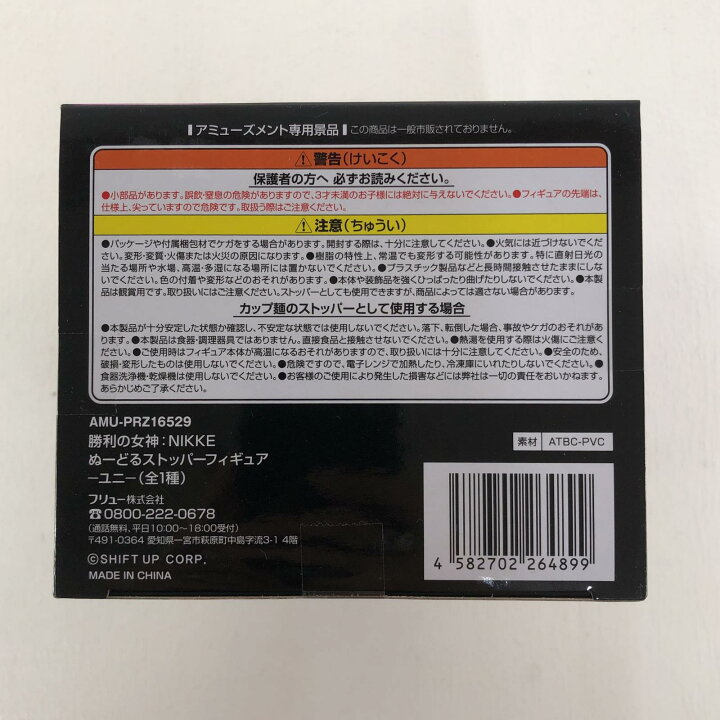 アミューズメント専用景品 この商品は一般市販されておりません。
⚠警告(けいこく)
保護者の方へ 必ずお読みください。
●小部品があります。誤飲・窒息の危険がありますので、3才未満のお子様には絶対に与えないでください。●フィギュアの先端は、
仕様上、尖っていますので危険です。取扱う際はご注意ください。
⚠注意(ちゅうい)
●パッケージや付属梱包材でケガをする場合があります。開封する際は、十分に注意してください。●火気には近づけないでくだ
さい。変形・変質・火傷または火災の原因になります。●樹脂の特性上、常温でも変形する可能性があります。特に直射日光の
当たる場所や水場、高温・多湿になる場所には置かないでください。●プラスチック製品などと長時間接触させたままにし
ないでください。色の付着や変形などのおそれがあります。●本体や装飾品を強くひっぱったり曲げたりしないでください。●本製
品は観賞用です。取り扱いにはご注意ください。ストッパーとしても使用できますが、商品によっては適さない場合があります。
カップ麺のストッパーとして使用する場合
●本製品が十分安定した状態か確認し、不安定な状態では使用しないでください。落下、転倒した場合、事故やケガのおそれが
あります。●本製品は食器・調理器具ではありません。直接食品と接触させないでください。●熱湯を使用する際は火傷にご注意く
ださい。●ご使用時はフィギュア本体が高温になるおそれがありますので、取り扱いには十分に注意してください。●安全のため、
破損・変形したものは使用しないでください。●危険ですので、電子レンジで加熱したり、冷凍庫にいれたりしないでください。●
食器洗浄機・乾燥機は使用しないでください。●お客様のご使用により発生した損害などには弊社は一切の責任をおいかねます。
あらかじめご了承ください。
AMU-PRZ16529
勝利の女神:NIKKE
ぬーどるストッパーフィギュア
–ユニ–(全1種)
フリュー株式会社
☎0800-222-0678
(通話無料、平日10:00〜18:00受付)
〒491-0364 愛知県一宮市萩原町中島字流3-1 4階
©SHIFT UP CORP.
MADE IN CHINA
素材 ATBC-PVC
4 582702 264899